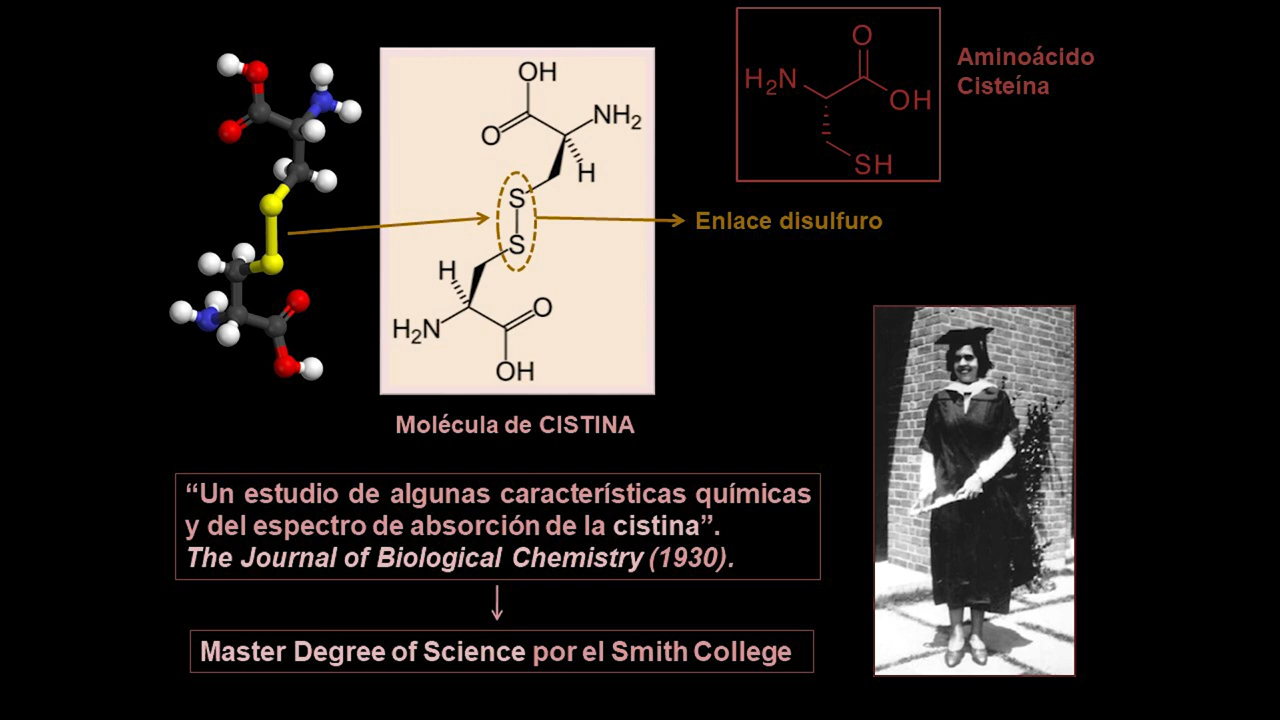 O
H₂N
OH
SH
Aminoácido
Cisteína
OH
O
NH₂
H
S
S
H
O
H₂N
OH
Enlace disulfuro
Molécula de CISTINA
“Un estudio de algunas características químicas
y del espectro de absorción de la cistina”.
The Journal of Biological Chemistry (1930).
Master Degree of Science por el Smith College